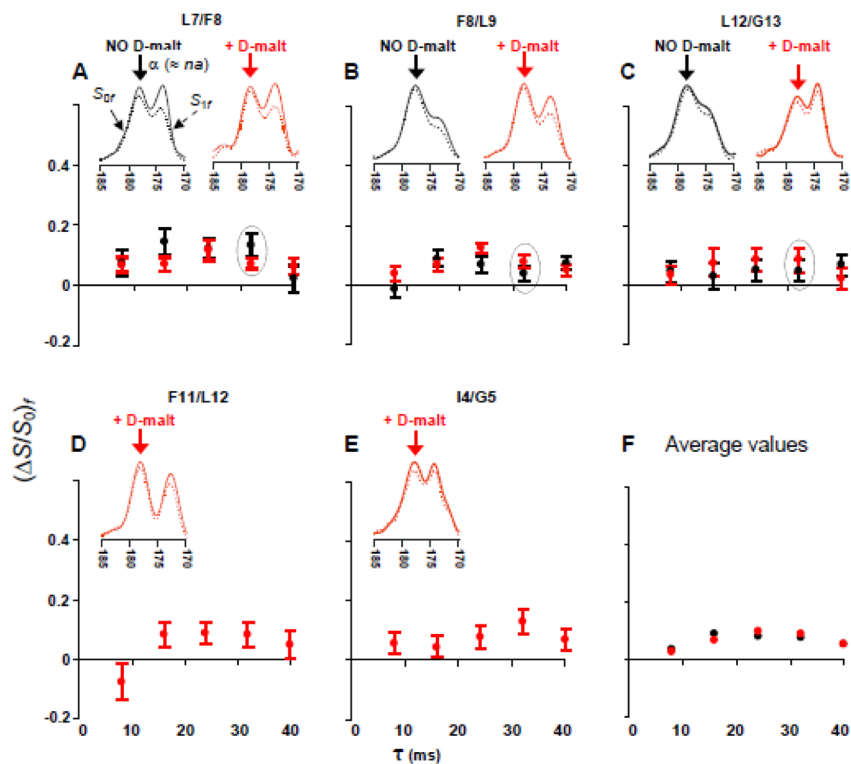 L7/F8 F8/L9 L12/G13
NO D-malt + D-malt NO D-malt + D-malt NO D-malt + D-malt
A α (≈ na) B C
S0f S1f
185 180 175 170 185 180 175 170 185 180 175 170 185 180 175 170 185 180 175 170 185 180 175 170
0.4
0.2
0
-0.2
F11/L12 I4/G5
+ D-malt + D-malt
D E F Average values
(ΔS/S0)f
185 180 175 170 185 180 175 170
0.4
0.2
0
-0.2
0 10 20 30 40 0 10 20 30 40 0 10 20 30 40
τ (ms)